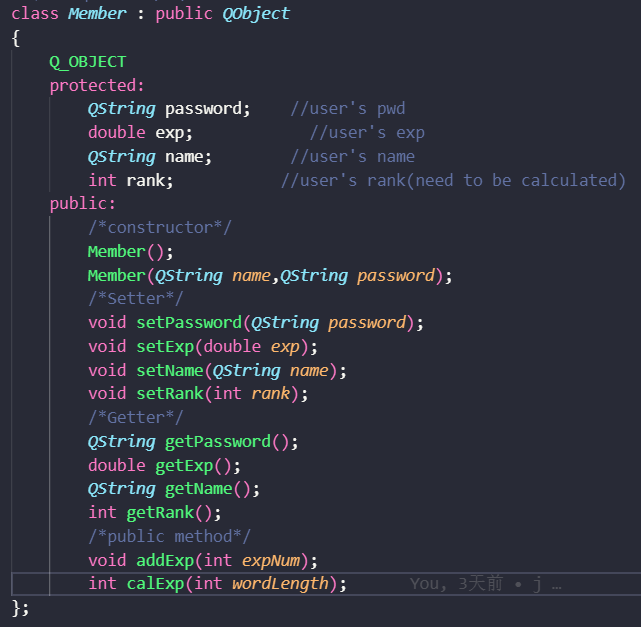 class Member : public QObject
{
    Q_OBJECT
    protected:
        QString password;    //user's pwd
        double exp;            //user's exp
        QString name;        //user's name
        int rank;           //user's rank(need to be calculated)
    public:
        /*constructor*/
        Member();
        Member(QString name,QString password);
        /*Setter*/
        void setPassword(QString password);
        void setExp(double exp);
        void setName(QString name);
        void setRank(int rank);
        /*Getter*/
        QString getPassword();
        double getExp();
        QString getName();
        int getRank();
        /*public method*/
        void addExp(int expNum);
        int calExp(int wordLength);      You, 3天前 • j …
};